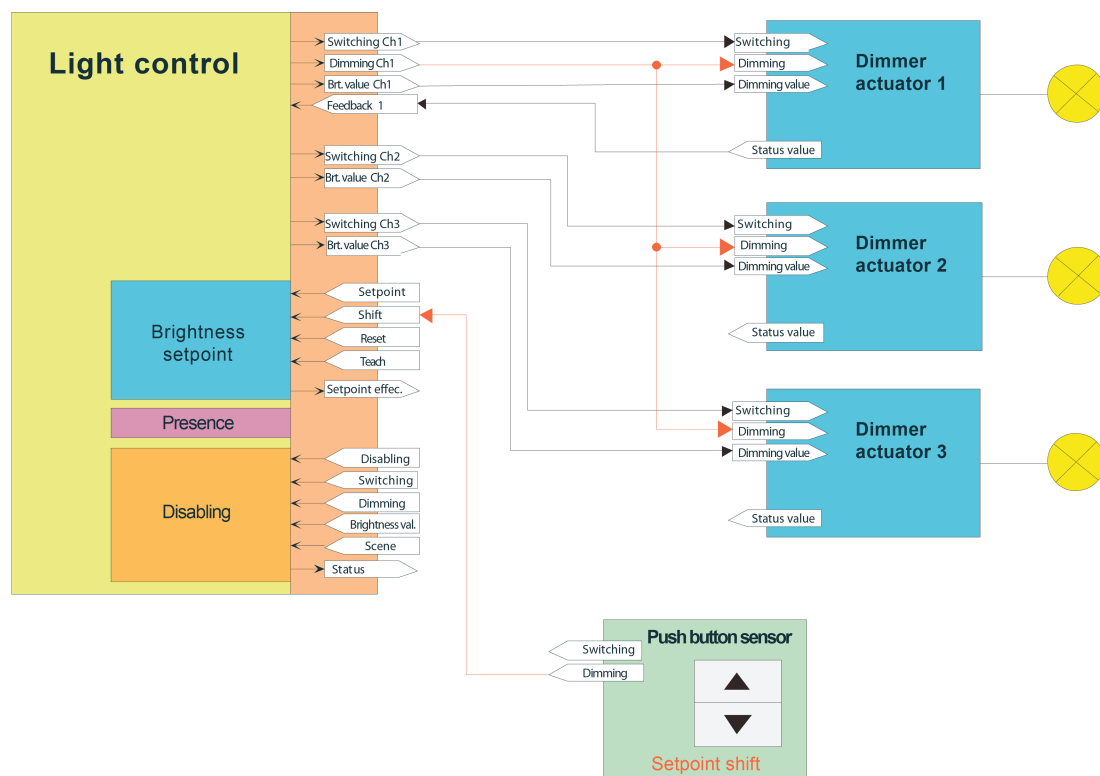 Light control
Switching Ch1
Dimming Ch1
Brt. value Ch1
Feedback 1
Switching Ch2
Brt. value Ch2
Switching Ch3
Brt. value Ch3
Brightness
setpoint
Setpoint
Shift
Reset
Teach
Setpoint effec.
Presence
Disabling
Disabling
Switching
Dimming
Brightness val.
Scene
Status
Switching
Dimming
Dimming value
Status value
Dimmer
actuator 1
Switching
Dimming
Dimming value
Status value
Dimmer
actuator 2
Switching
Dimming
Dimming value
Status value
Dimmer
actuator 3
Push button sensor
Switching
Dimming
Setpoint shift